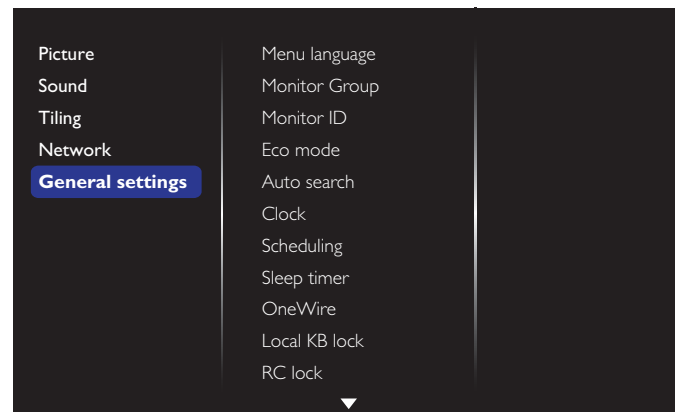 Picture
Sound
Tiling
Network
General settings
Menu language
Monitor Group
Monitor ID
Eco mode
Auto search
Clock
Scheduling
Sleep timer
OneWire
Local KB lock
RC lock